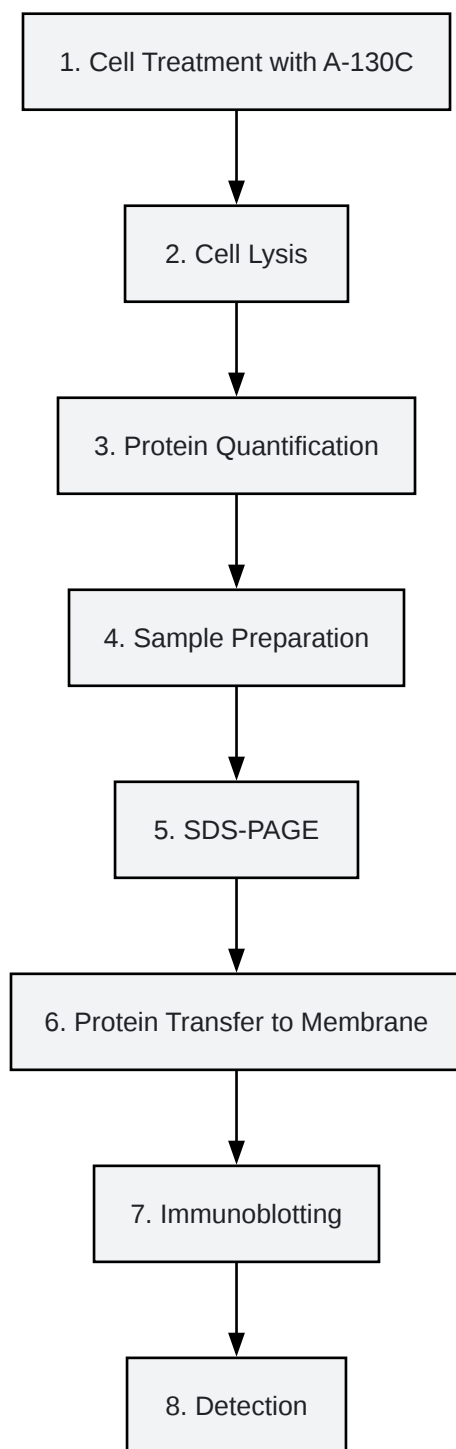 1. Cell Treatment with A-130C
2. Cell Lysis
3. Protein Quantification
4. Sample Preparation
5. SDS-PAGE
6. Protein Transfer to Membrane
7. Immunoblotting
8. Detection